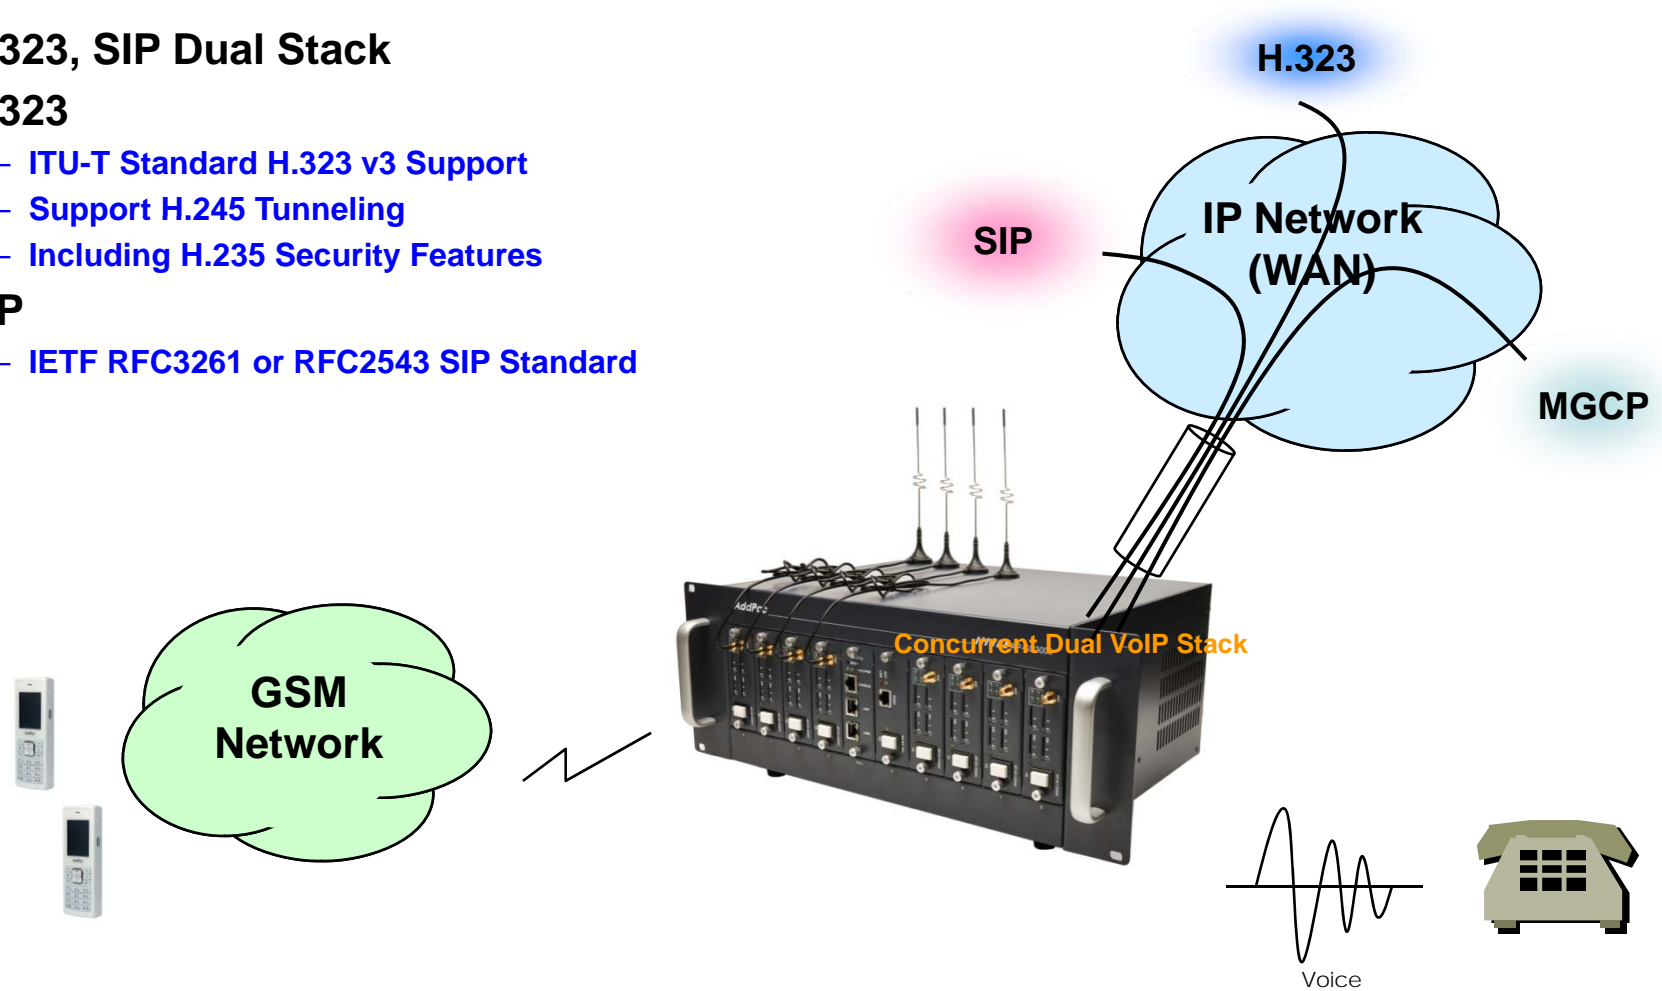 323, SIP Dual Stack
323
– ITU-T Standard H.323 v3 Support
– Support H.245 Tunneling
– Including H.235 Security Features
P
– IETF RFC3261 or RFC2543 SIP Standard
H.323
SIP
IP Network
(WAN)
MGCP
AddPac
Concurrent Dual VoIP Stack
GSM
Network
Voice